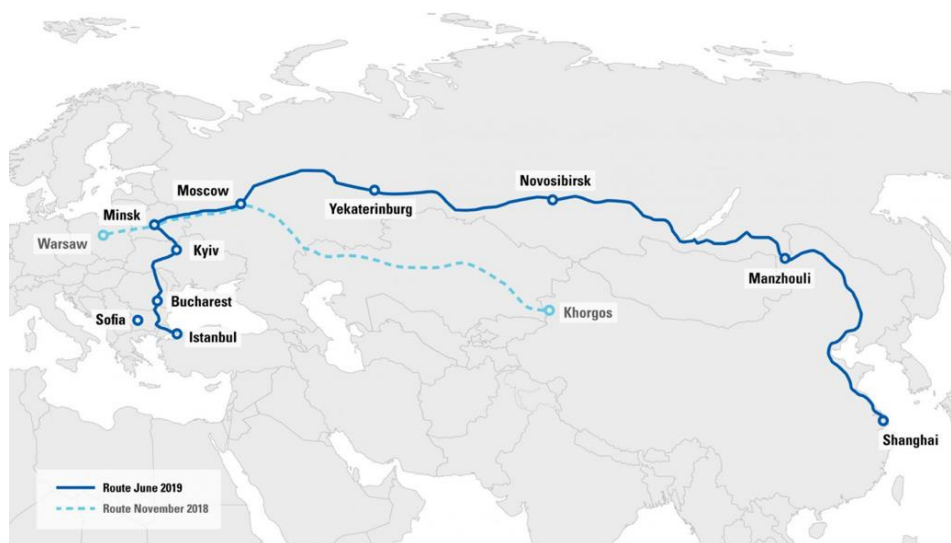 Novosibirsk
Moscow
Yekaterinburg
Minsk
Warsaw
Kyiv
Manzhouli
Bucharest
Sofia
Khorgos
Istanbul
Shanghai
Route June 2019
Route November 2018